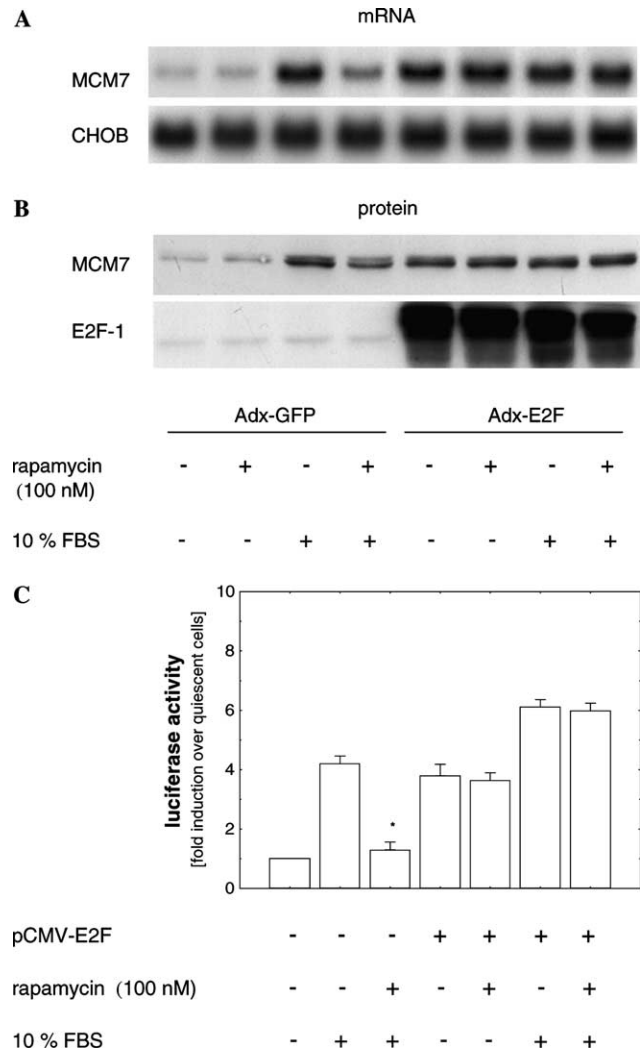 A
mRNA
MCM7
CHOB
B
protein
MCM7
E2F-1
Adx-GFP Adx-E2F
rapamycin - + - + - + - +
(100 nM)
10 % FBS - - + + - - + +
C
luciferase activity
[fold induction over quiescent cells]
10
8
6
4
2
0
*
pCMV-E2F - - - + + + +
rapamycin (100 nM) - - + - + - +
10 % FBS - + + - - + +